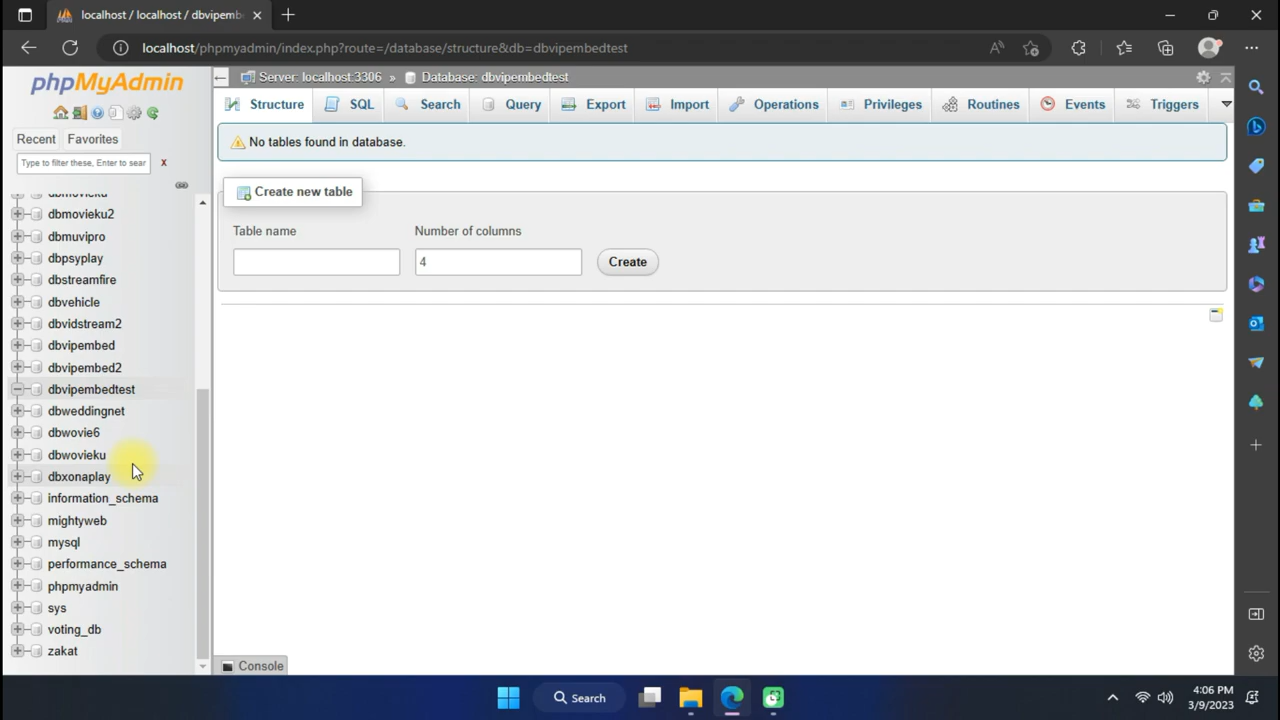 localhost / localhost / dbvipemb
localhost/phpmyadmin/index.php?route=/database/structure&db=dbvipembedtest
phpMyAdmin
Server: localhost:3306 » Database: dbvipembedtest
Structure SQL Search Query Export Import Operations Privileges Routines Events Triggers
Recent Favorites
No tables found in database.
Type to filter these, Enter to sear X
Create new table
dbmovieku
dbmovieku2
dbmuvipro
dbpsyplay
dbstreamfire
dbvehicle
dbvidstream2
dbvipembed
dbvipembed2
dbvipembedtest
dbweddingnet
dbwovie6
dbwovieku
dbxonaplay
information_schema
mightyweb
mysql
performance_schema
phpmyadmin
sys
voting_db
zakat
Table name Number of columns
4 Create
Console
Search
4:06 PM
3/9/2023